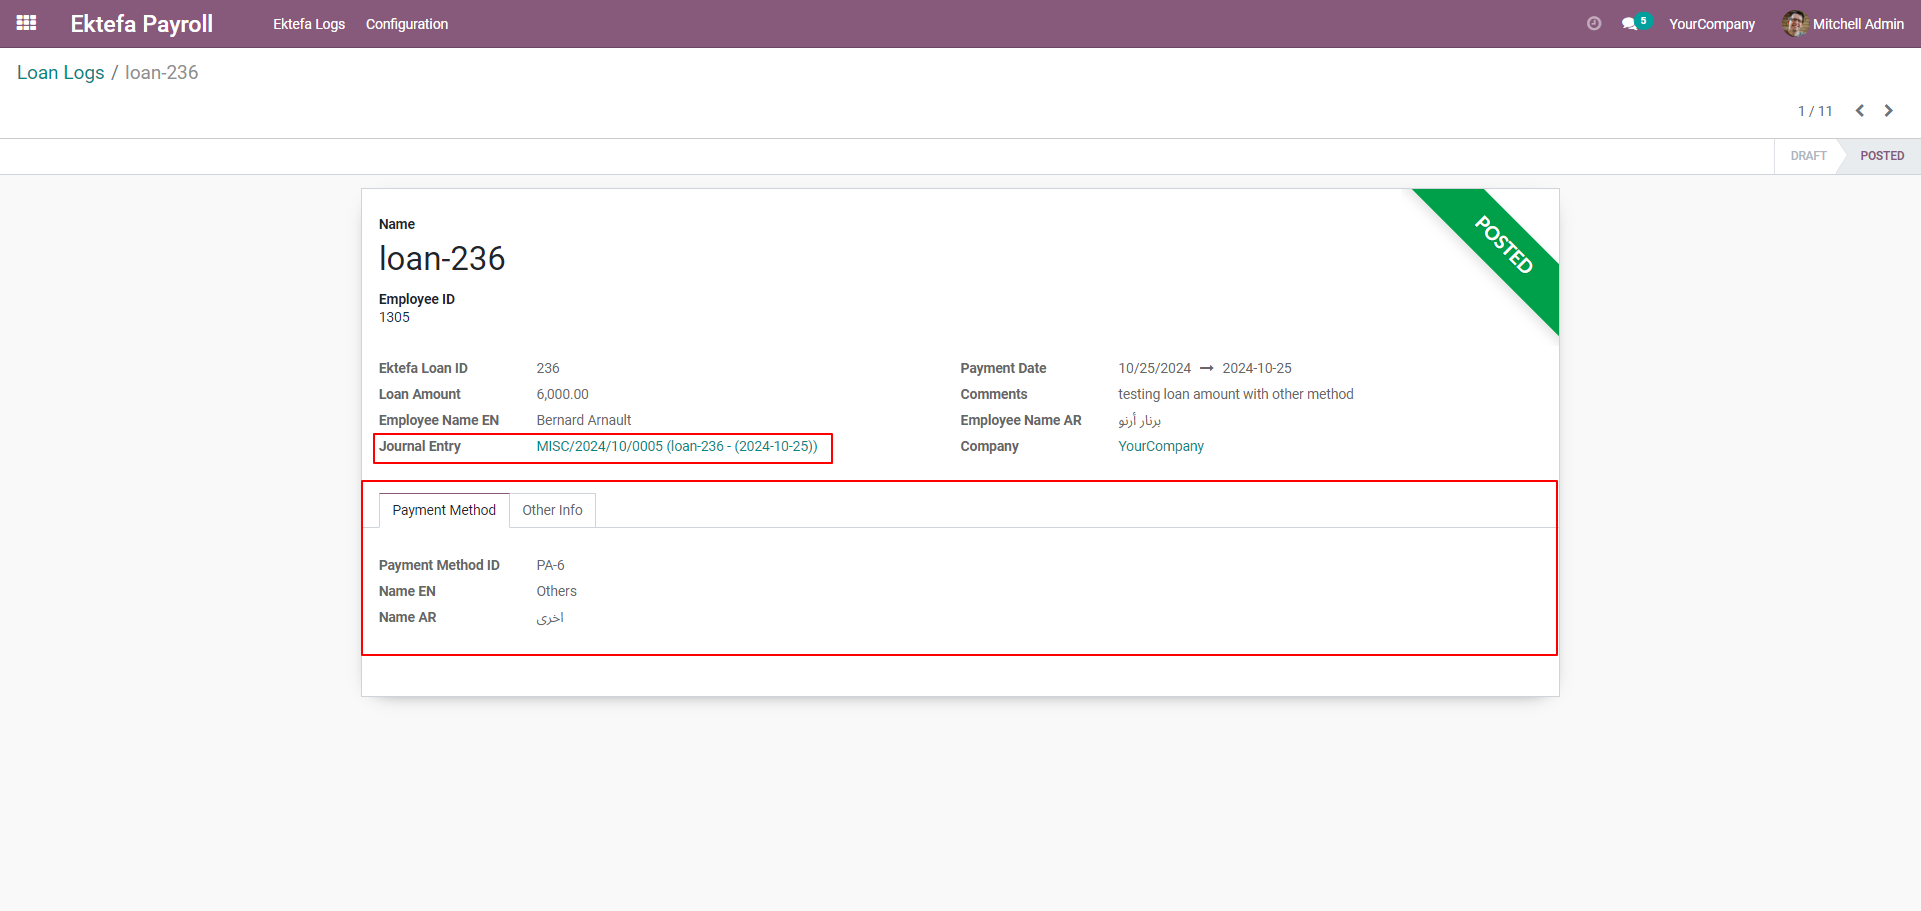 Ektefa Payroll Ektefa Logs Configuration 5 YourCompany Mitchell Admin
Loan Logs / loan-236
1 / 11
DRAFT POSTED
POSTED
Name
loan-236
Employee ID
1305
Ektefa Loan ID 236 Payment Date 10/25/2024 → 2024-10-25
Loan Amount 6,000.00 Comments testing loan amount with other method
Employee Name EN Bernard Arnault Employee Name AR برنار أرنو
Journal Entry MISC/2024/10/0005 (loan-236 - (2024-10-25)) Company YourCompany
Payment Method Other Info
Payment Method ID PA-6
Name EN Others
Name AR اخرى